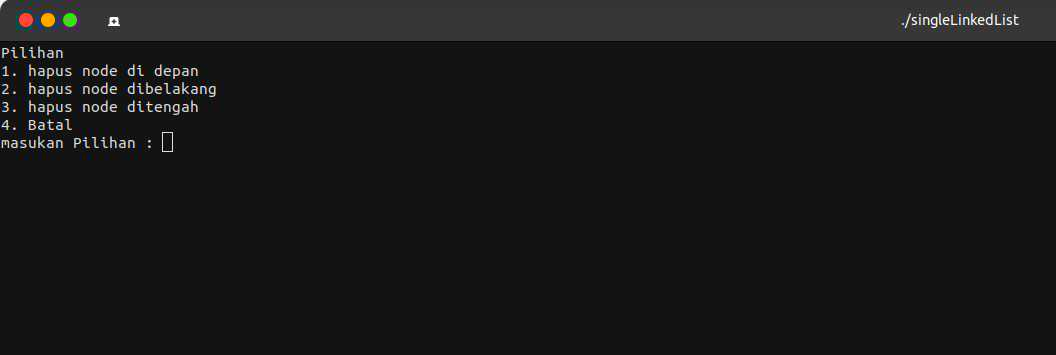 ./singleLinkedList
Pilihan
1. hapus node di depan
2. hapus node dibelakang
3. hapus node ditengah
4. Batal
masukan Pilihan :